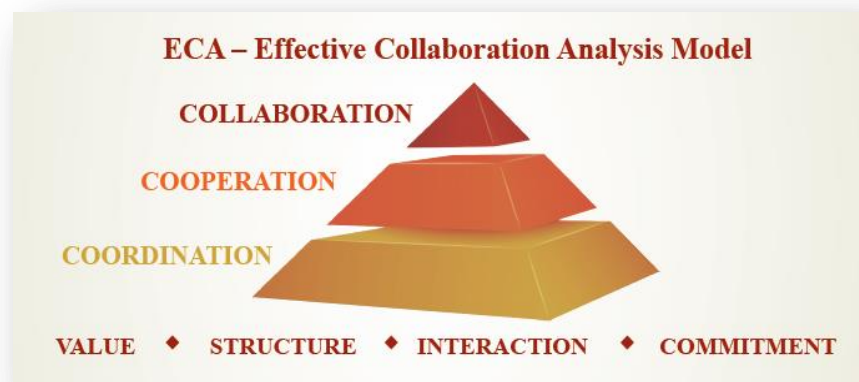 ECA – Effective Collaboration Analysis Model
COLLABORATION
COOPERATION
COORDINATION
VALUE ◆ STRUCTURE ◆ INTERACTION ◆ COMMITMENT